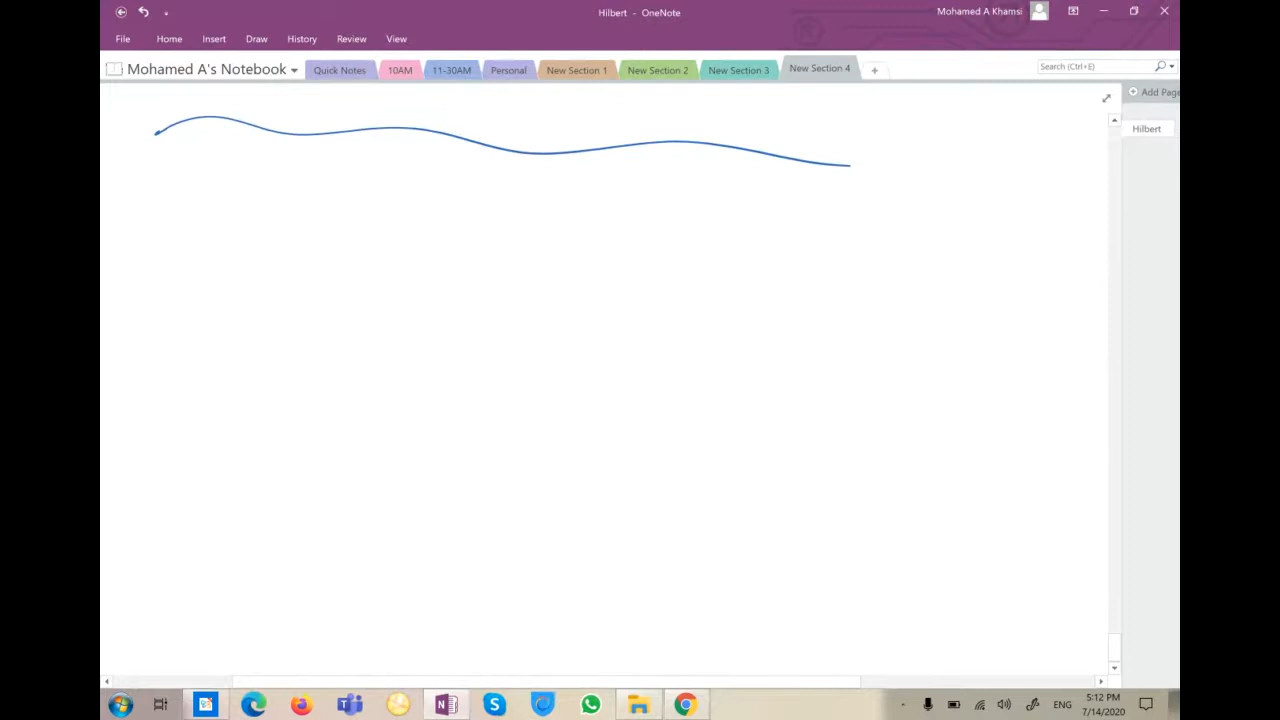 Hilbert - OneNote
Mohamed A Khamsi
File Home Insert Draw History Review View
Mohamed A's Notebook Quick Notes 10AM 11-30AM Personal New Section 1 New Section 2 New Section 3 New Section 4 Search (Ctrl+E)
Add Page
Hilbert
5:12 PM
ENG
7/14/2020